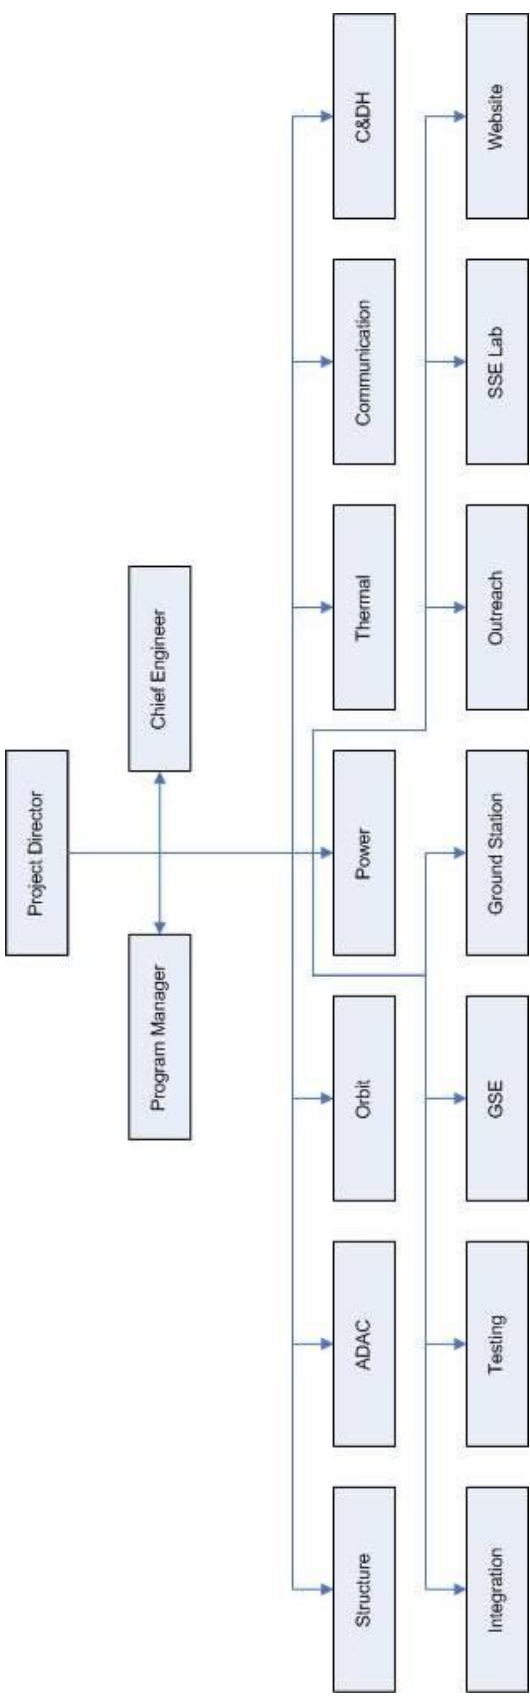 Project Director
Program Manager
Chief Engineer
Structure
ADAC
Orbit
Power
Thermal
Communication
C&DH
Integration
Testing
GSE
Ground Station
Outreach
SSE Lab
Website